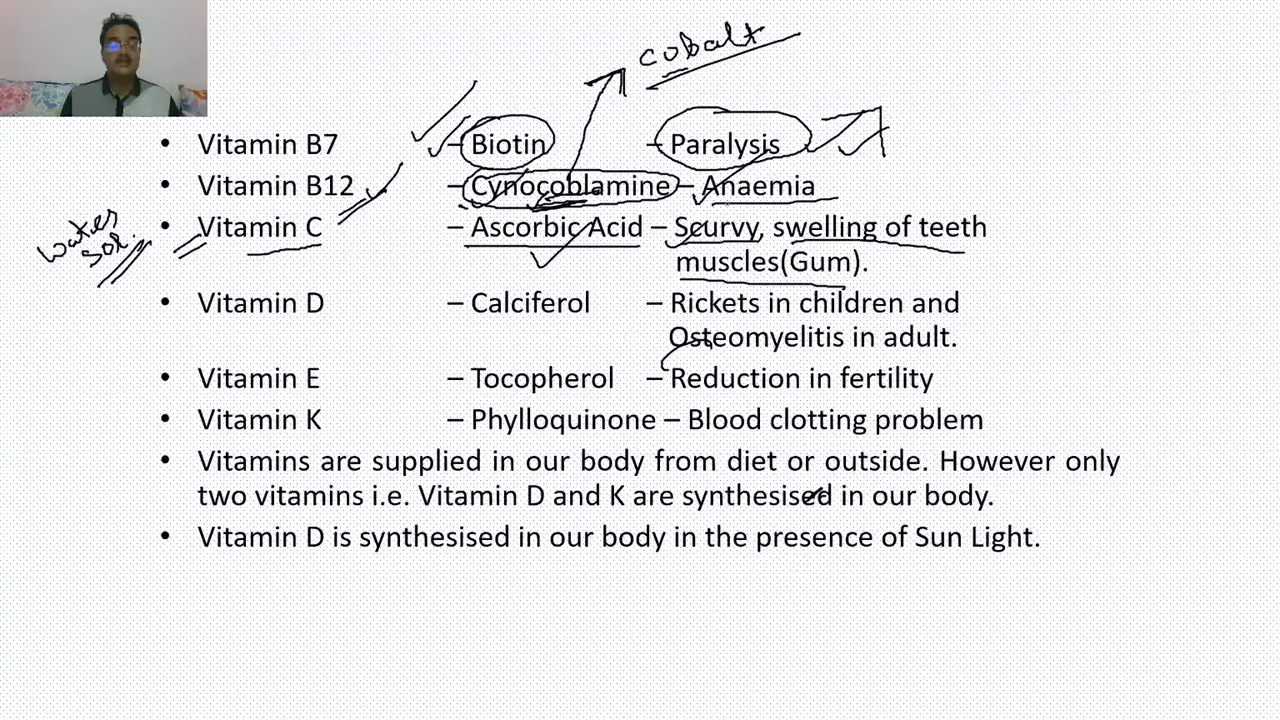 cobalt
• Vitamin B7 – Biotin – Paralysis
• Vitamin B12 – Cynocoblamine – Anaemia
water
sol.
• Vitamin C – Ascorbic Acid – Scurvy, swelling of teeth
muscles(Gum).
• Vitamin D – Calciferol – Rickets in children and
Osteomyelitis in adult.
• Vitamin E – Tocopherol – Reduction in fertility
• Vitamin K – Phylloquinone – Blood clotting problem
• Vitamins are supplied in our body from diet or outside. However only
two vitamins i.e. Vitamin D and K are synthesised in our body.
• Vitamin D is synthesised in our body in the presence of Sun Light.